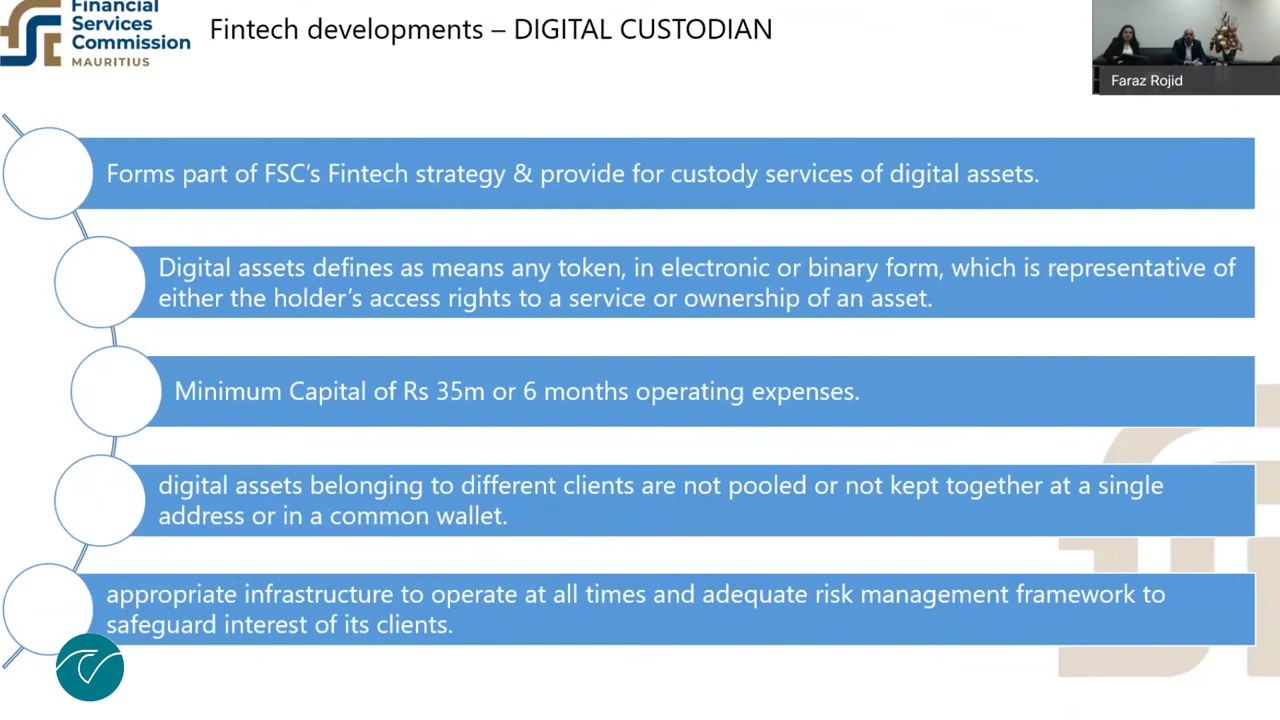 Financial
Services
Commission
MAURITIUS
Fintech developments – DIGITAL CUSTODIAN
Faraz Rojid
Forms part of FSC’s Fintech strategy & provide for custody services of digital assets.
Digital assets defines as means any token, in electronic or binary form, which is representative of
either the holder’s access rights to a service or ownership of an asset.
Minimum Capital of Rs 35m or 6 months operating expenses.
digital assets belonging to different clients are not pooled or not kept together at a single
address or in a common wallet.
appropriate infrastructure to operate at all times and adequate risk management framework to
safeguard interest of its clients.